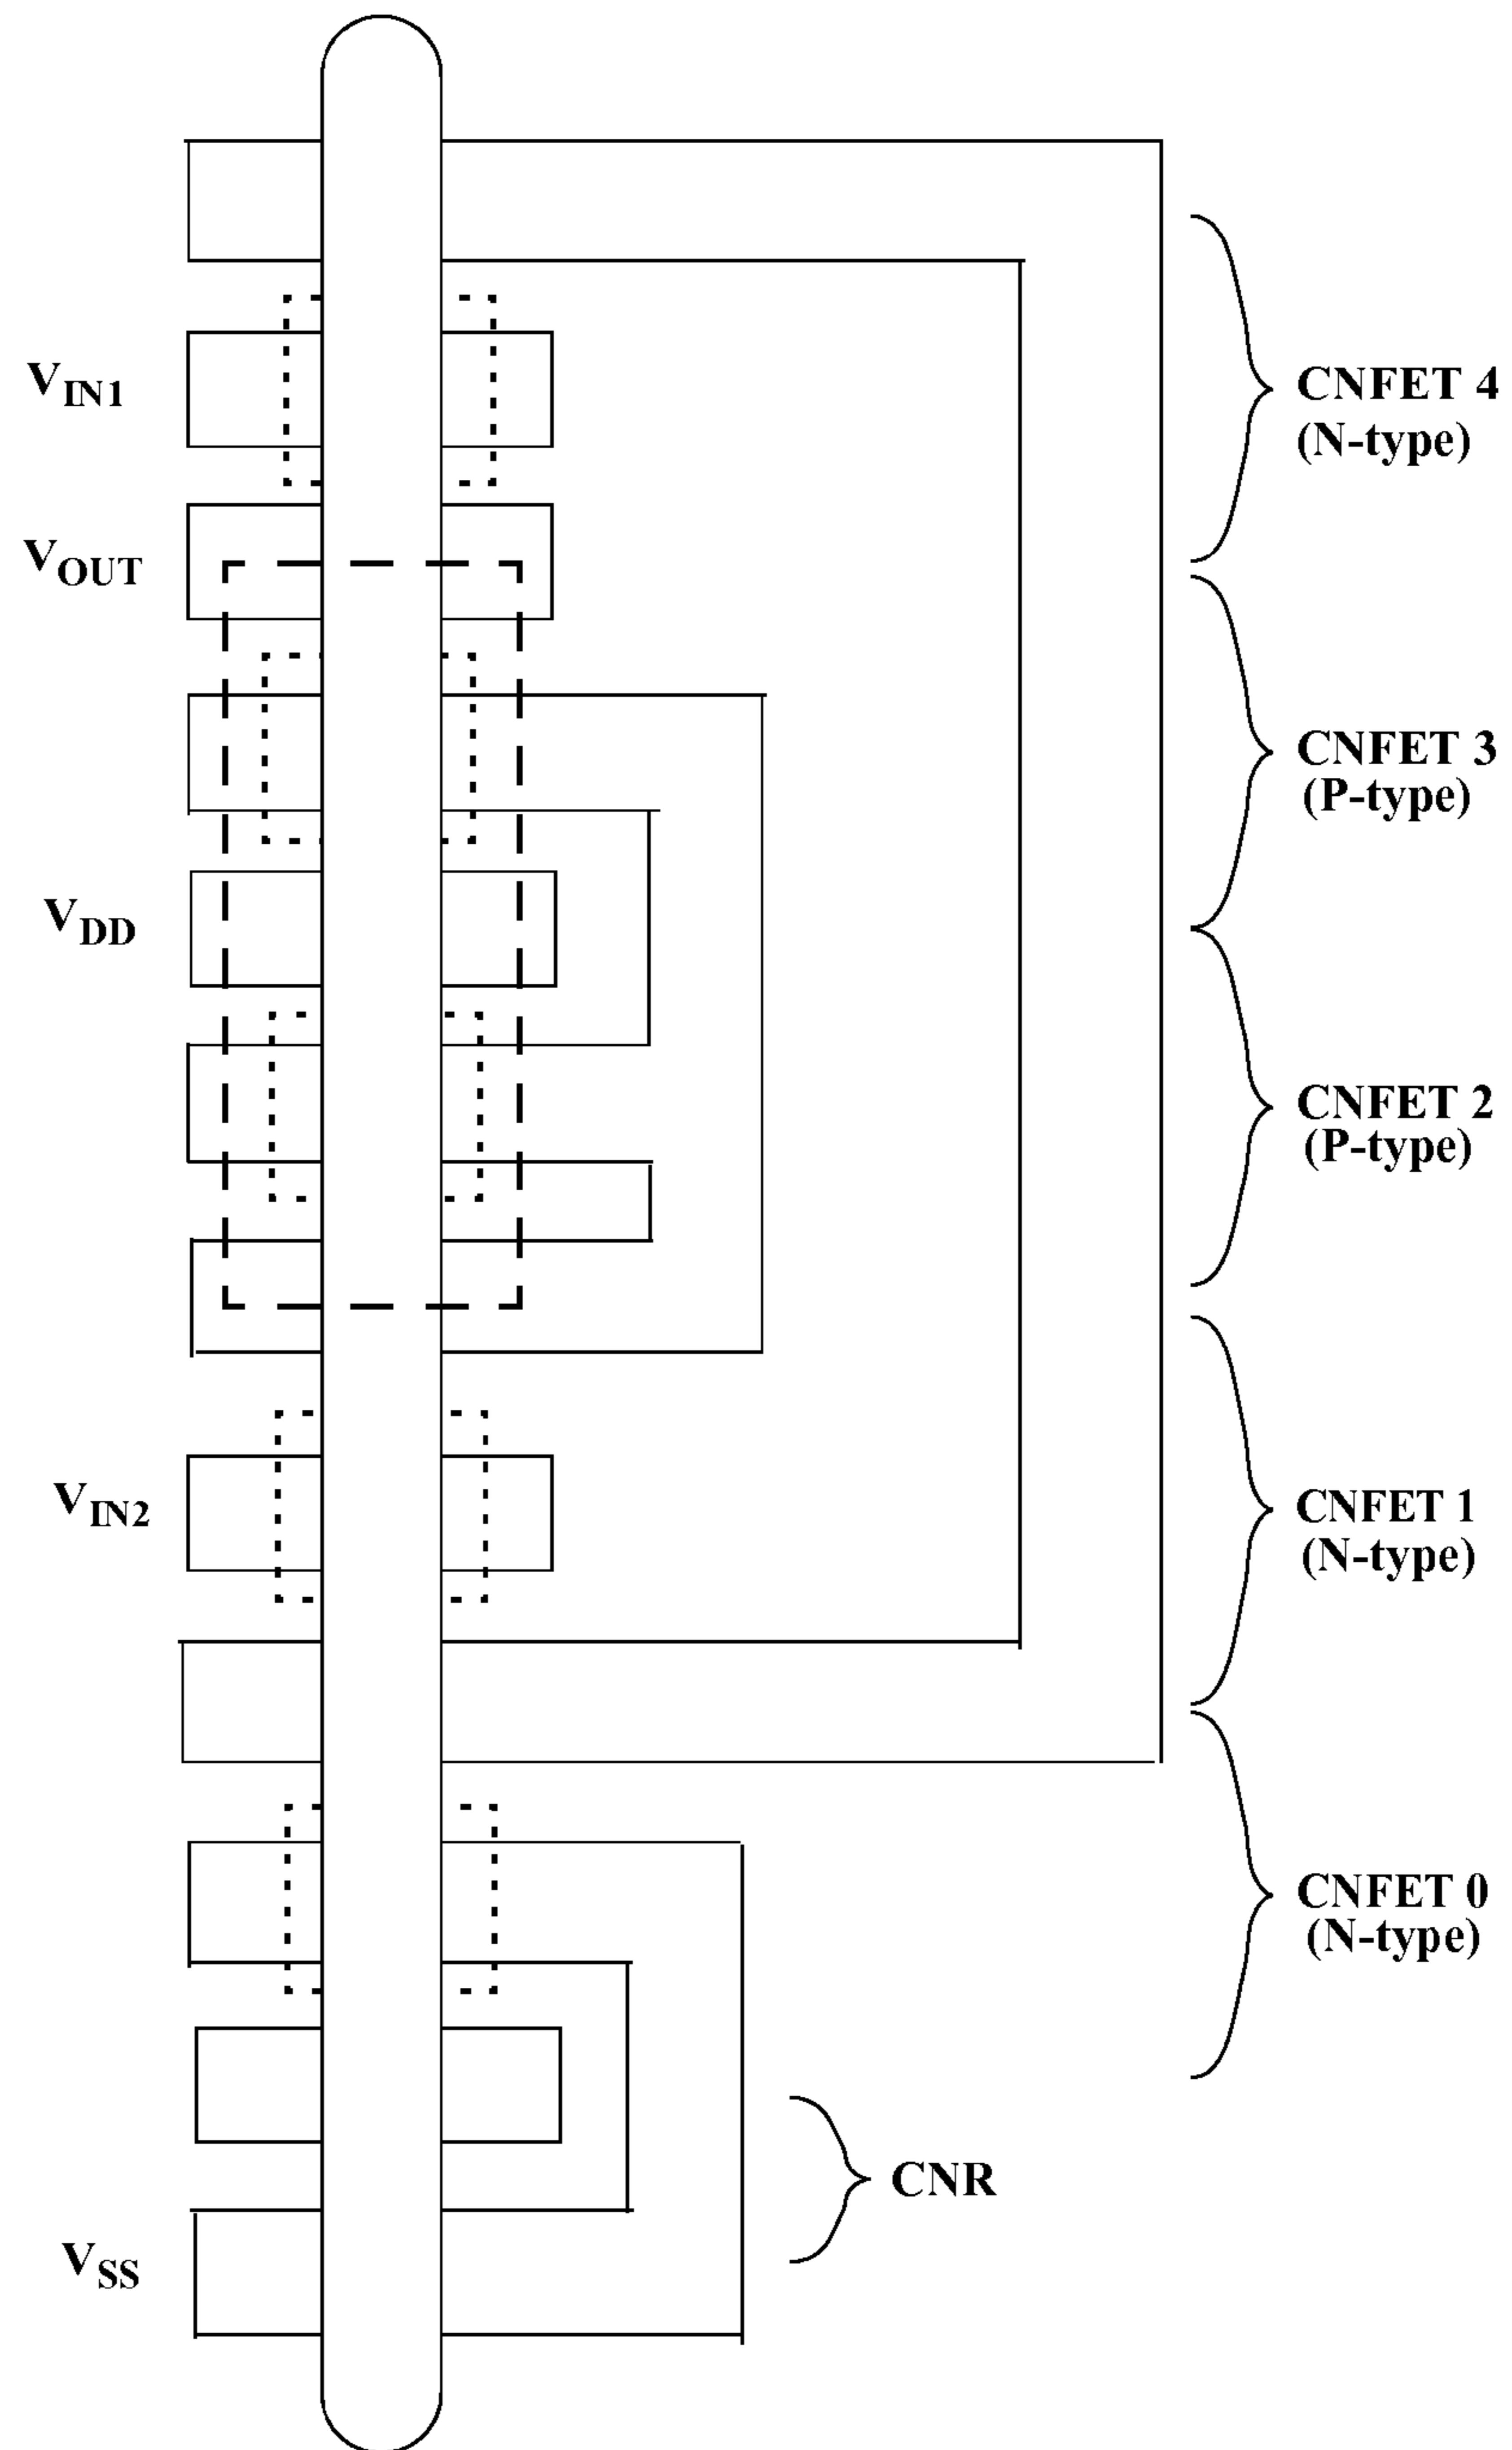 VIN1
CNFET 4
(N-type)
VOUT
CNFET 3
(P-type)
VDD
CNFET 2
(P-type)
VIN2
CNFET 1
(N-type)
CNFET 0
(N-type)
CNR
VSS